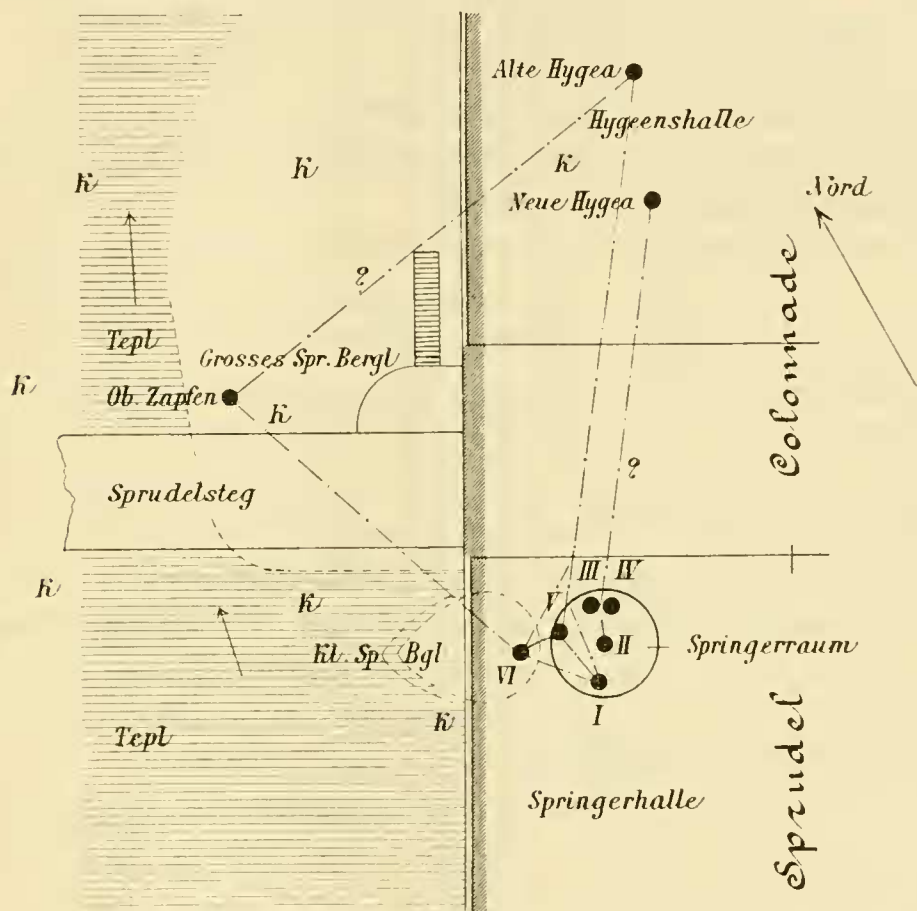 Alte Hygea
Hygeenshalle
K
K
K
Nord
Neue Hygea
?
Tepl
Grosses Spr. Bergl
K
Ob. Zapfen
K
Colonnade
?
Sprudelsteg
K
III IV
V
K
Kl. Sp. Bgl
VI
II
Springerraum
I
K
Tepl
Springerhalle
Sprudel